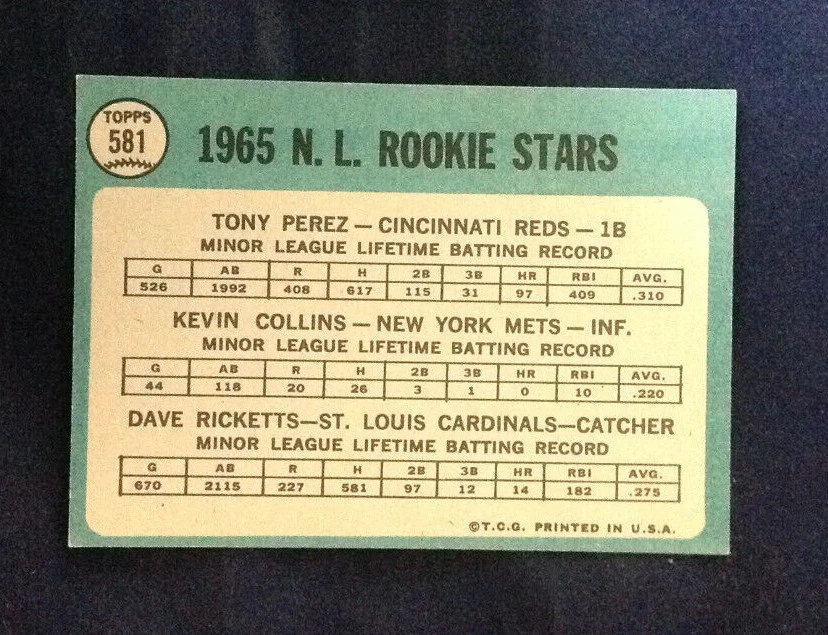 TOPPS
581
1965 N. L. ROOKIE STARS
TONY PEREZ — CINCINNATI REDS — 1B
MINOR LEAGUE LIFETIME BATTING RECORD
G AB R H 2B 3B HR RBI AVG.
526 1992 408 617 115 31 97 409 .310
KEVIN COLLINS — NEW YORK METS — INF.
MINOR LEAGUE LIFETIME BATTING RECORD
G AB R H 2B 3B HR RBI AVG.
44 118 20 26 3 1 0 10 .220
DAVE RICKETTS—ST. LOUIS CARDINALS—CATCHER
MINOR LEAGUE LIFETIME BATTING RECORD
G AB R H 2B 3B HR RBI AVG.
670 2115 227 581 97 12 14 182 .275
©T.C.G. PRINTED IN U.S.A.